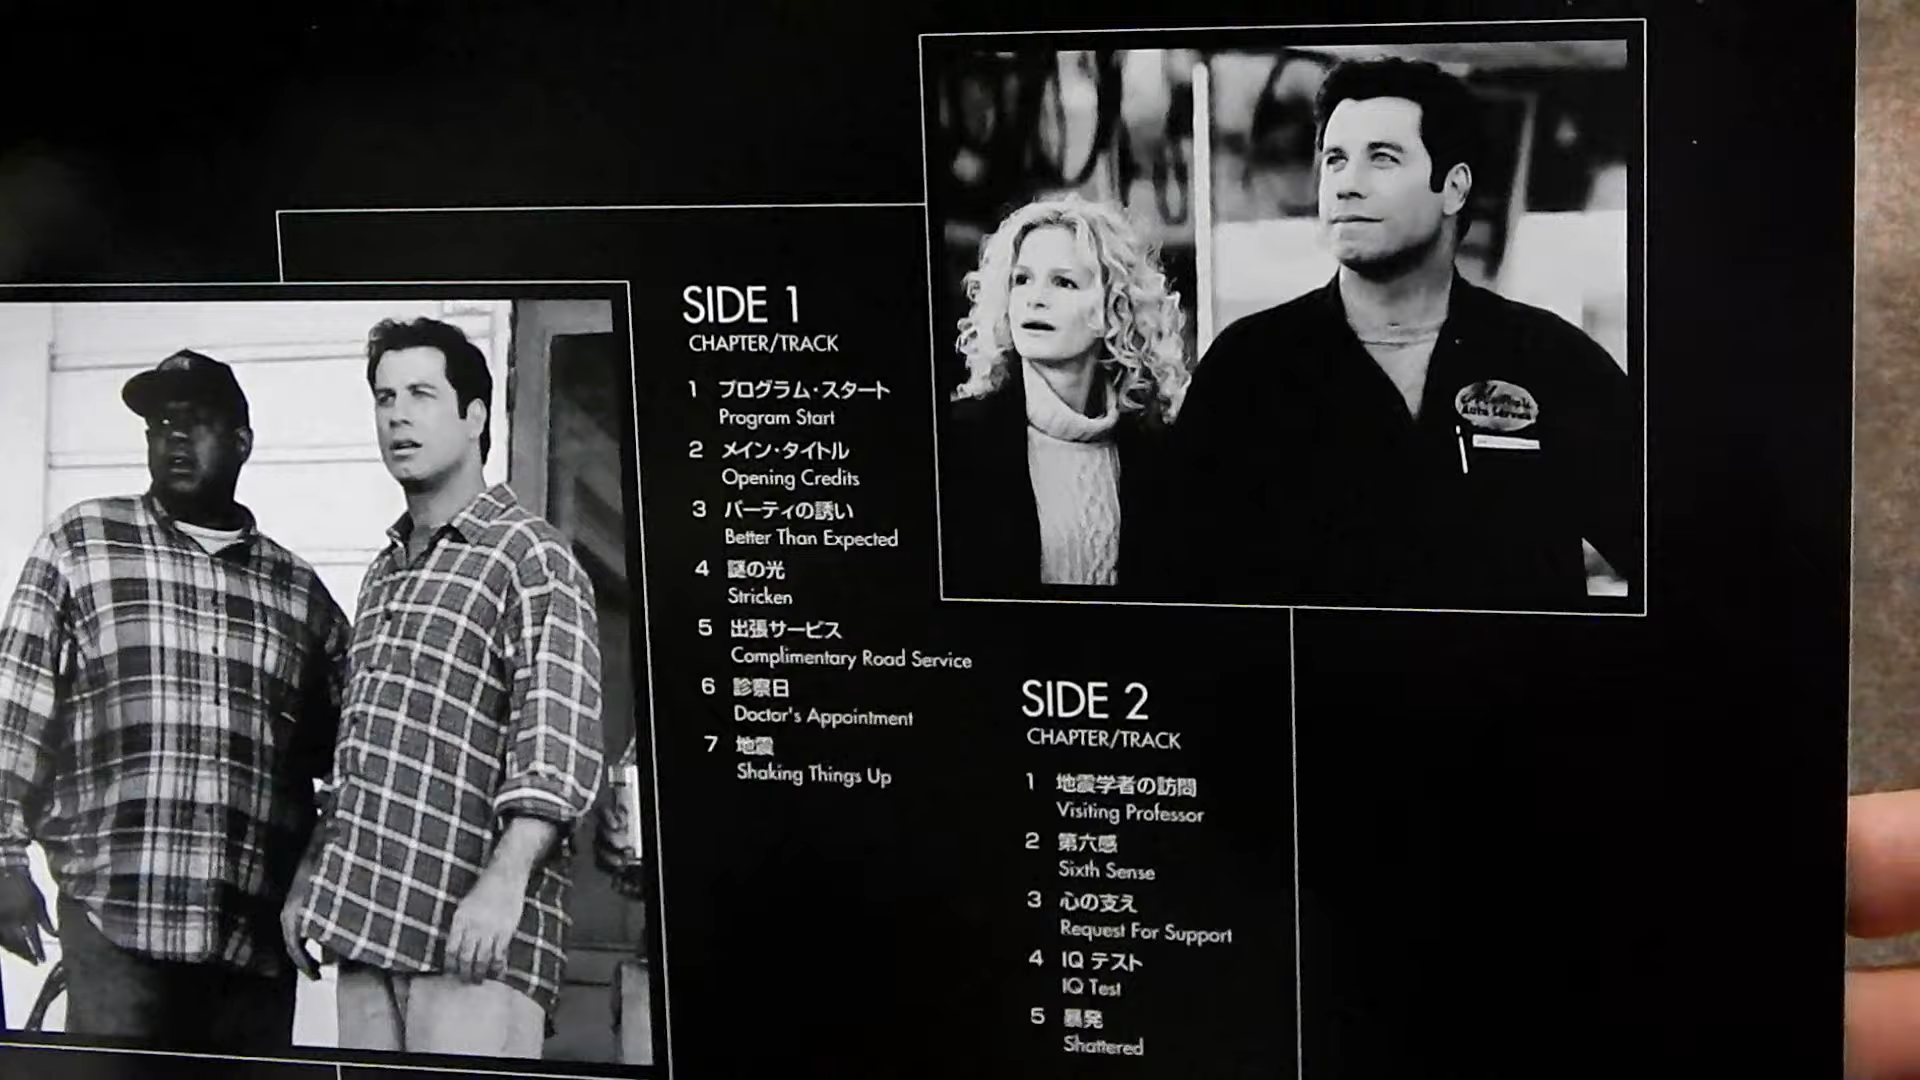 SIDE 1
CHAPTER/TRACK
1 プログラム・スタート
Program Start
2 メイン・タイトル
Opening Credits
3 パーティの誘い
Better Than Expected
4 謎の光
Stricken
5 出張サービス
Complimentary Road Service
6 診察日
Doctor's Appointment
7 地震
Shaking Things Up
SIDE 2
CHAPTER/TRACK
1 地震学者の訪問
Visiting Professor
2 第六感
Sixth Sense
3 心の支え
Request For Support
4 IQ テスト
IQ Test
5 暴発
Shattered
Auto Service